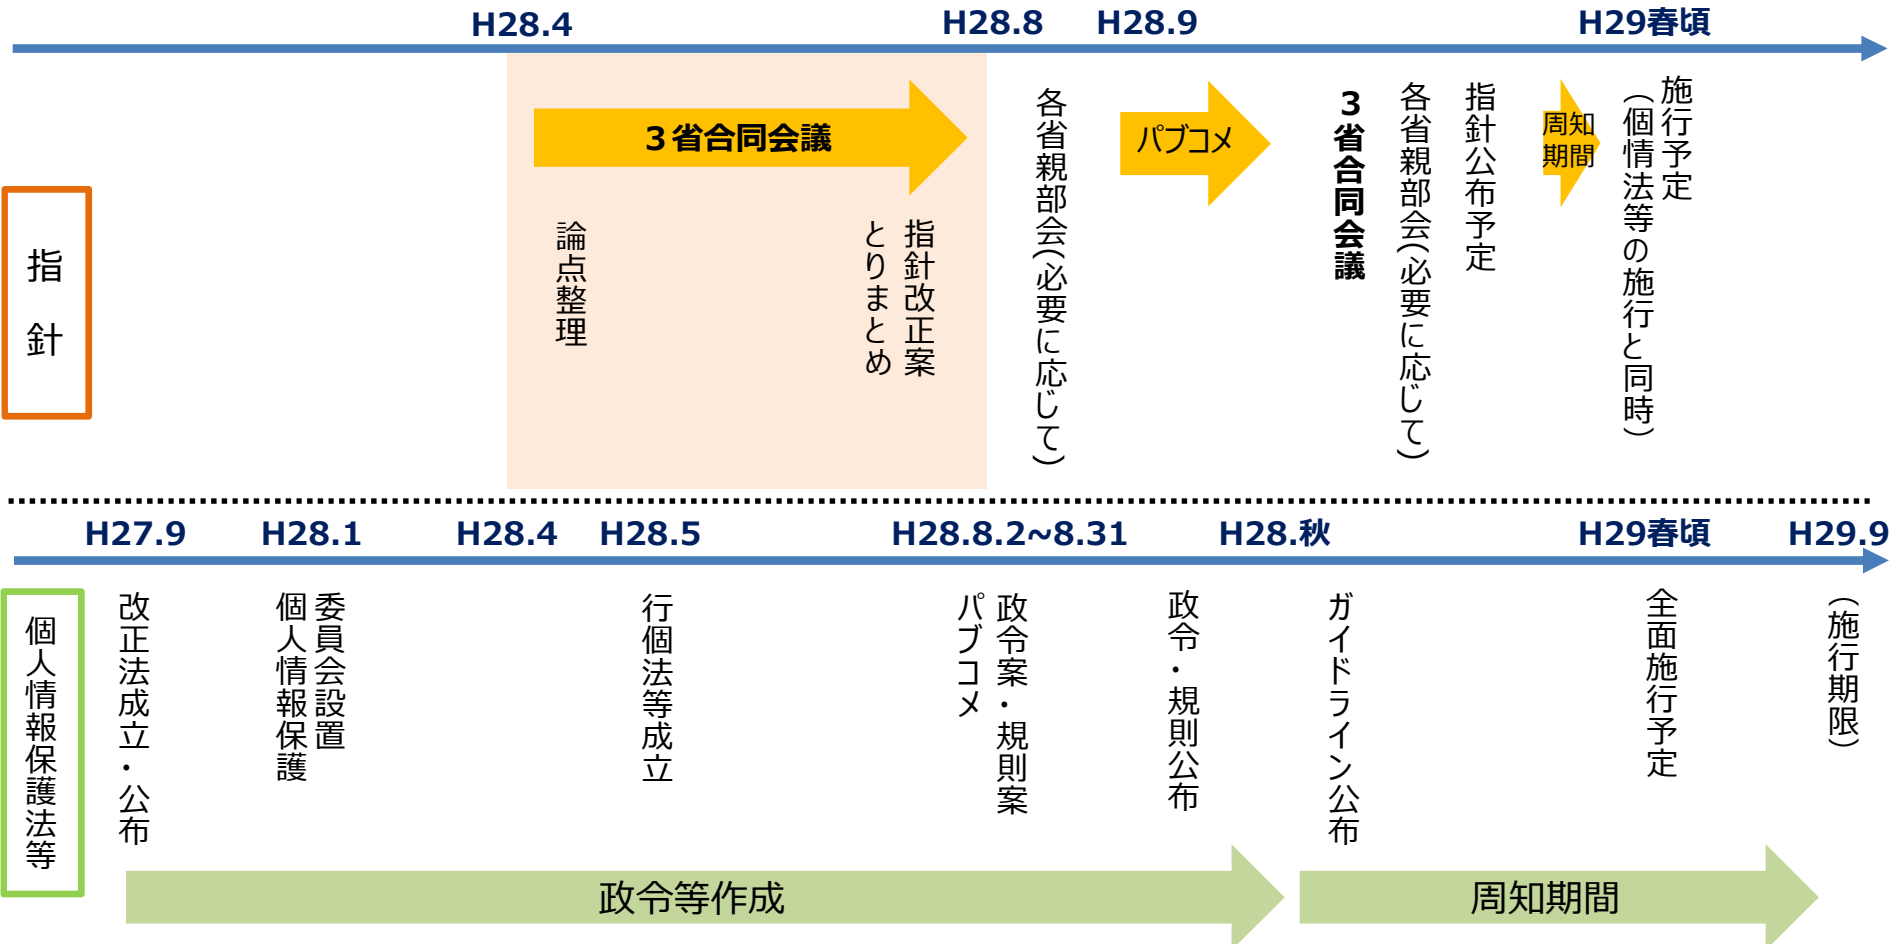 H28.4
H28.8
H28.9
H29春頃
指針
3省合同会議
論点整理
指針改正案
とりまとめ
各省親部会(必要に応じて)
パブコメ
3省合同会議
各省親部会(必要に応じて)
指針公布予定
周知
期間
施行予定
(個情法等の施行と同時)
H27.9
H28.1
H28.4
H28.5
H28.8.2~8.31
H28.秋
H29春頃
H29.9
個人情報保護法等
改正法成立・公布
個人情報保護
委員会設置
行個法等成立
政令案・規則案
パブコメ
政令・規則公布
ガイドライン公布
全面施行予定
(施行期限)
政令等作成
周知期間